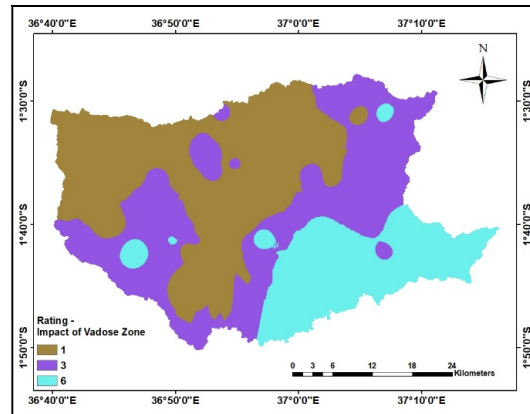 36°40'0"E 36°50'0"E 37°0'0"E 37°10'0"E
N
1°30'0"S 1°30'0"S
1°40'0"S 1°40'0"S
1°50'0"S 1°50'0"S
Rating -
Impact of Vadose Zone
1
3
6
0 3 6 12 18 24
Kilometers
36°40'0"E 36°50'0"E 37°0'0"E 37°10'0"E